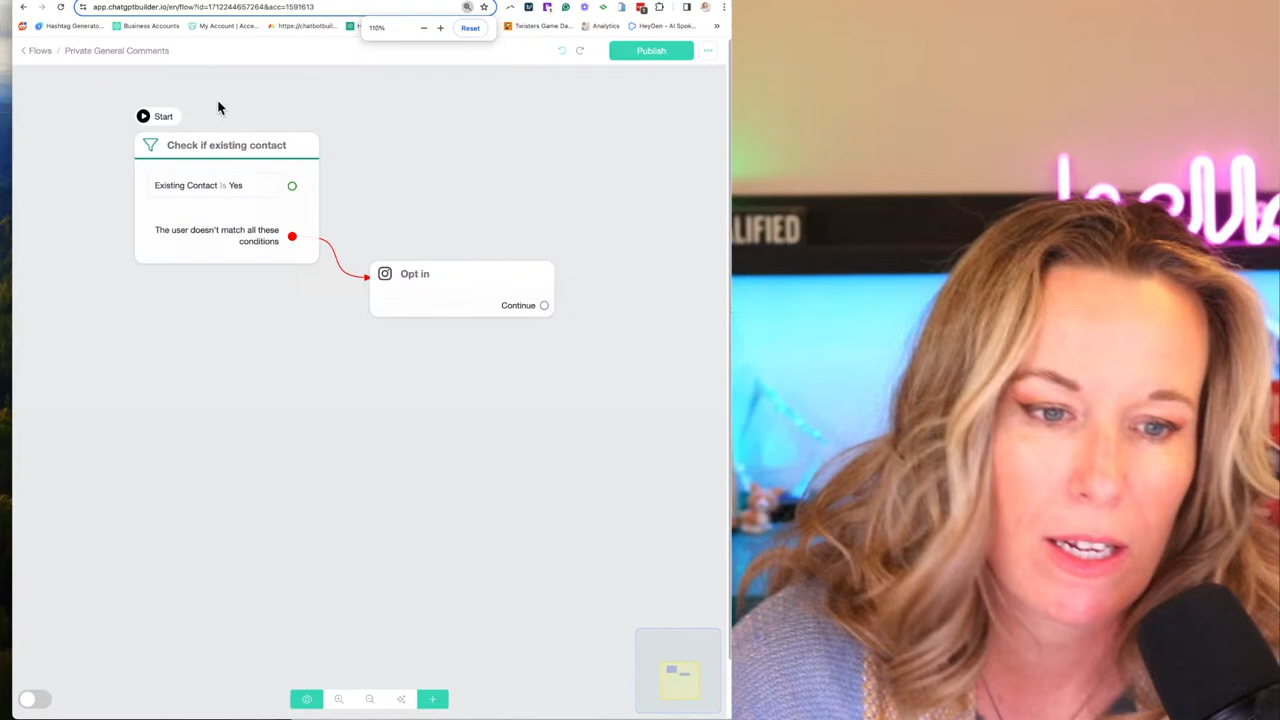 app.chatgptbuilder.io/en/flow?id=1712244657264&acc=1591613
Hashtag Generato...
Business Accounts
My Account | Acce...
https://chatbotbuil...
Twisters Game Da...
Analytics
HeyGen - AI Spok...
»
110%
Reset
Flows / Private General Comments
Publish
Start
Check if existing contact
Existing Contact Is Yes
The user doesn't match all these
conditions
Opt in
Continue
LIFIED